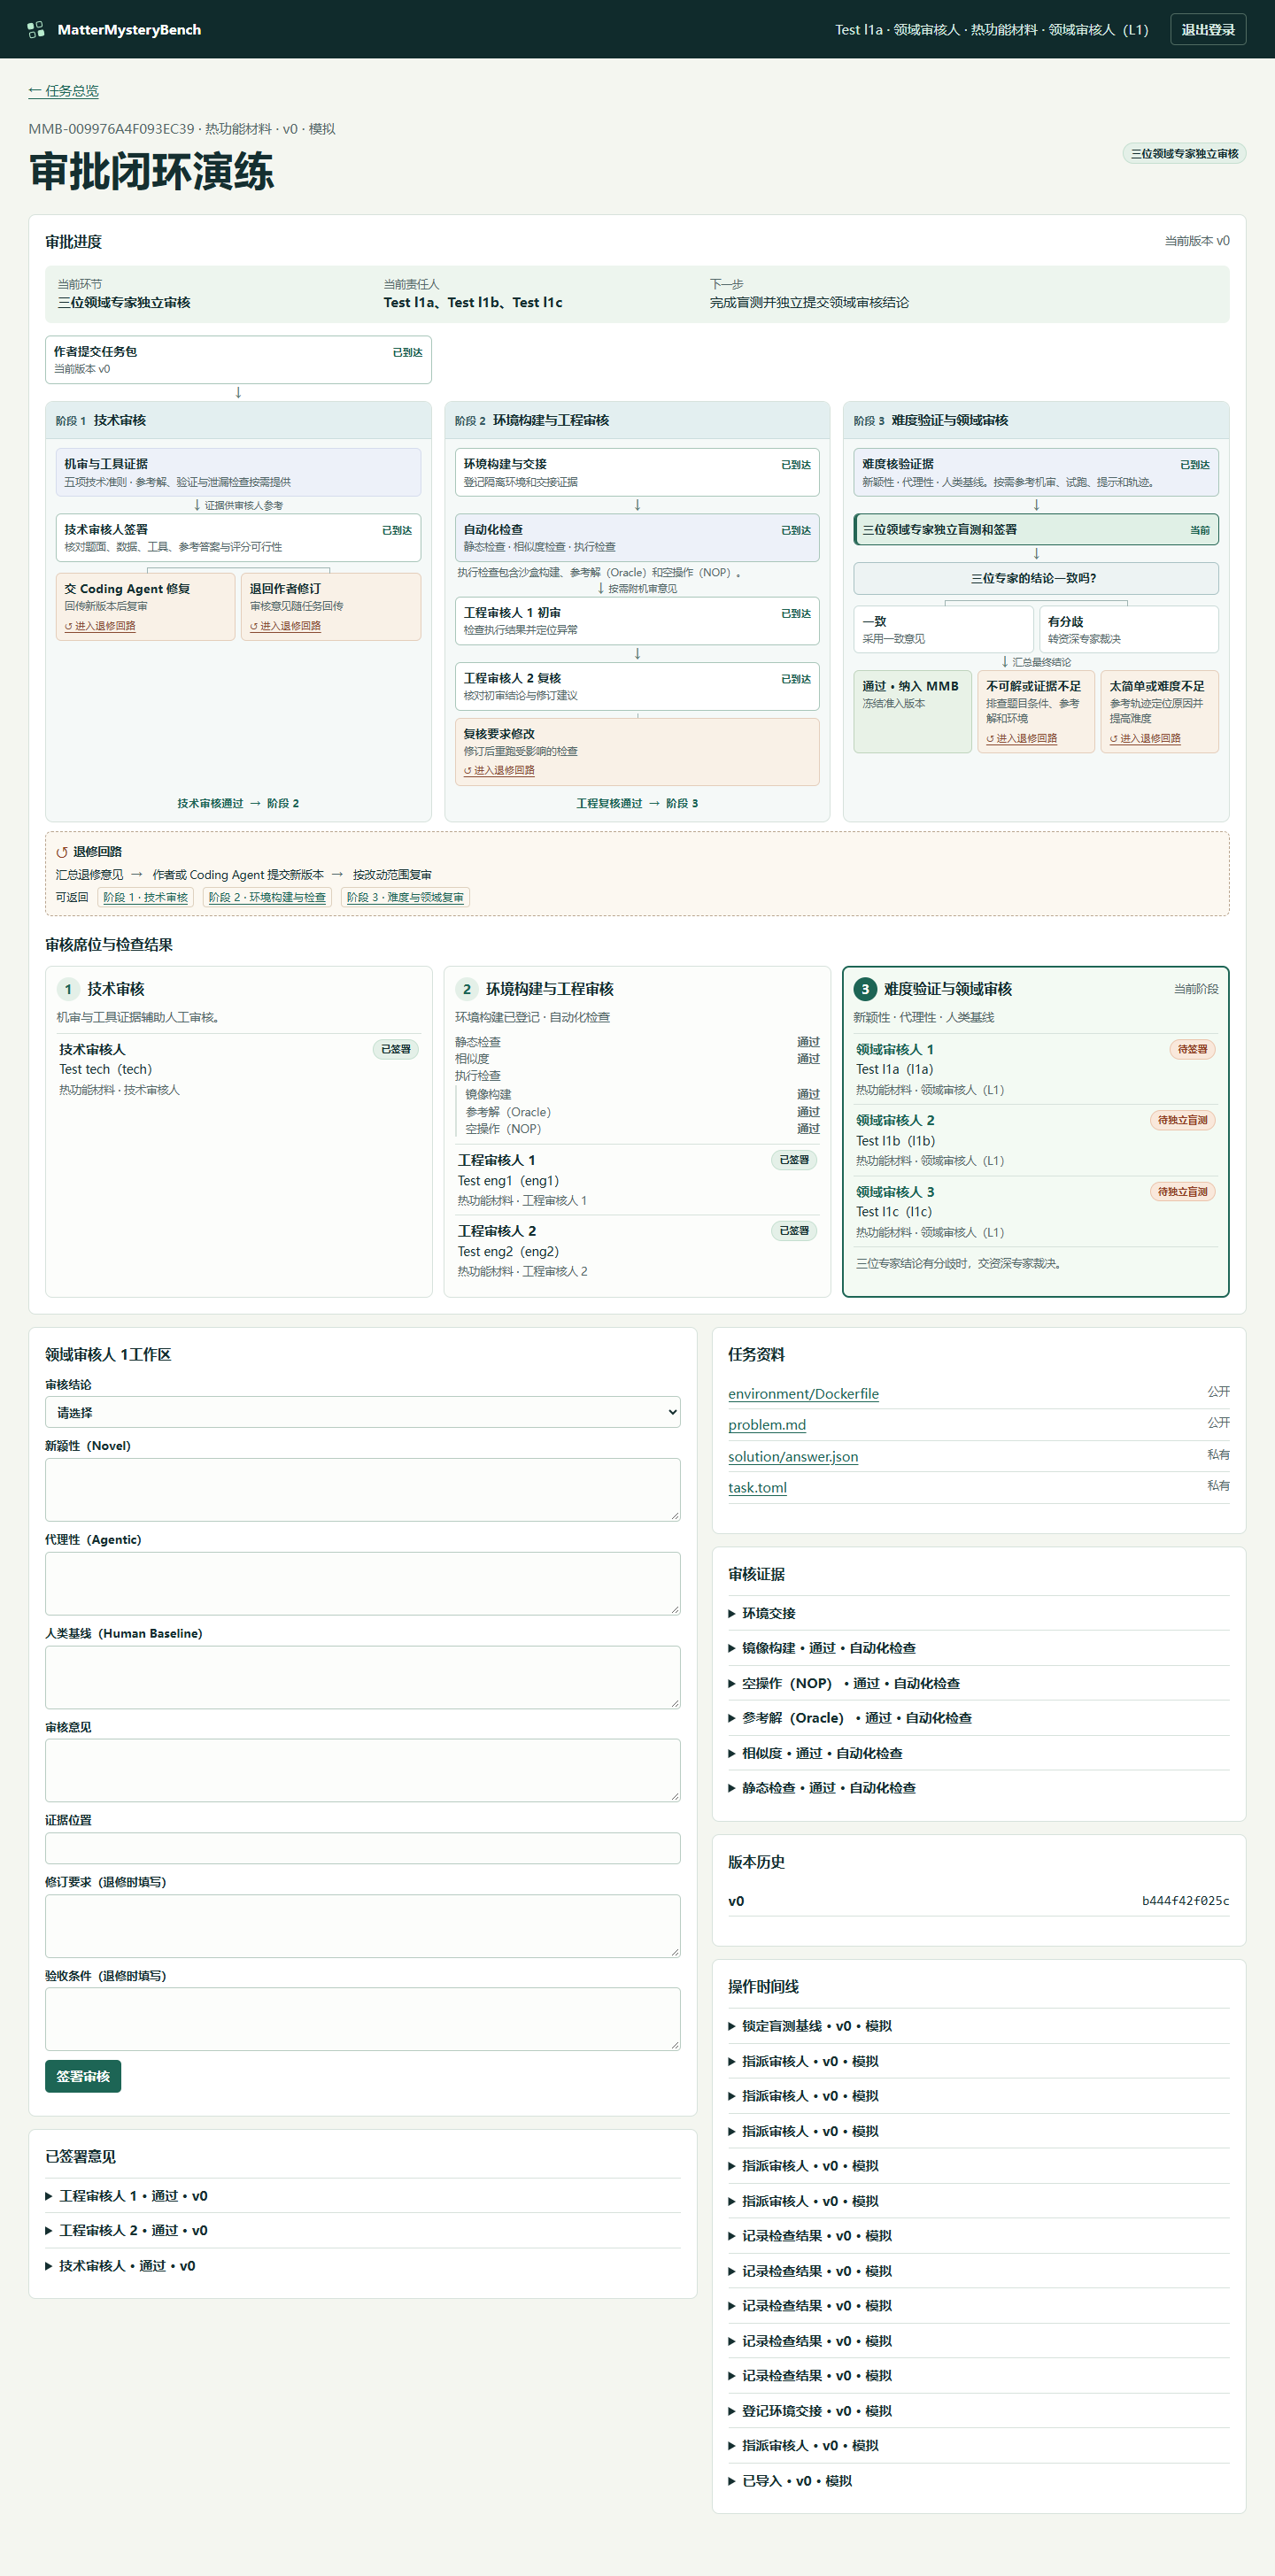 MatterMysteryBench
Test l1a · 领域审核人 · 热功能材料 · 领域审核人（L1）
退出登录
← 任务总览
MMB-009976A4F093EC39 · 热功能材料 · v0 · 模拟
审批闭环演练
三位领域专家独立审核
审批进度
当前版本 v0
当前环节
三位领域专家独立审核
当前责任人
Test l1a、Test l1b、Test l1c
下一步
完成盲测并独立提交领域审核结论
作者提交任务包
已到达
当前版本 v0
↓
阶段 1 技术审核
机审与工具证据
五项技术准则 · 参考解、验证与泄漏检查按需提供
↓ 证据供审核人参考
技术审核人签署
已到达
核对题面、数据、工具、参考答案与评分可行性
交 Coding Agent 修复
回传新版本后复审
↺ 进入退修回路
退回作者修订
审核意见随任务回传
↺ 进入退修回路
技术审核通过 → 阶段 2
阶段 2 环境构建与工程审核
环境构建与交接
已到达
登记隔离环境和交接证据
↓
自动化检查
已到达
静态检查 · 相似度检查 · 执行检查
执行检查包含沙盒构建、参考解（Oracle）和空操作（NOP）。
↓ 按需附机审意见
工程审核人 1 初审
已到达
检查执行结果并定位异常
↓
工程审核人 2 复核
已到达
核对初审结论与修订建议
复核要求修改
修订后重跑受影响的检查
↺ 进入退修回路
工程复核通过 → 阶段 3
阶段 3 难度验证与领域审核
难度核验证据
已到达
新颖性 · 代理性 · 人类基线。按需参考机审、试跑、提示和轨迹。
↓
三位领域专家独立盲测和签署
当前
↓
三位专家的结论一致吗？
一致
采用一致意见
有分歧
转资深专家裁决
↓ 汇总最终结论
通过 · 纳入 MMB
冻结准入版本
不可解或证据不足
排查题目条件、参考
解和环境
↺ 进入退修回路
太简单或难度不足
参考轨迹定位原因并
提高难度
↺ 进入退修回路
↺ 退修回路
汇总退修意见 → 作者或 Coding Agent 提交新版本 → 按改动范围复审
可返回 阶段 1 · 技术审核 阶段 2 · 环境构建与检查 阶段 3 · 难度与领域复审
审核席位与检查结果
1 技术审核
机审与工具证据辅助人工审核。
技术审核人
已签署
Test tech（tech）
热功能材料 · 技术审核人
2 环境构建与工程审核
环境构建已登记 · 自动化检查
静态检查 通过
相似度 通过
执行检查
镜像构建 通过
参考解（Oracle） 通过
空操作（NOP） 通过
工程审核人 1
已签署
Test eng1（eng1）
热功能材料 · 工程审核人 1
工程审核人 2
已签署
Test eng2（eng2）
热功能材料 · 工程审核人 2
3 难度验证与领域审核
当前阶段
新颖性 · 代理性 · 人类基线
领域审核人 1
待签署
Test l1a（l1a）
热功能材料 · 领域审核人（L1）
领域审核人 2
待独立盲测
Test l1b（l1b）
热功能材料 · 领域审核人（L1）
领域审核人 3
待独立盲测
Test l1c（l1c）
热功能材料 · 领域审核人（L1）
三位专家结论有分歧时，交资深专家裁决。
领域审核人 1工作区
审核结论
请选择
新颖性（Novel）
代理性（Agentic）
人类基线（Human Baseline）
审核意见
证据位置
修订要求（退修时填写）
验收条件（退修时填写）
签署审核
已签署意见
▶ 工程审核人 1 · 通过 · v0
▶ 工程审核人 2 · 通过 · v0
▶ 技术审核人 · 通过 · v0
任务资料
environment/Dockerfile 公开
problem.md 公开
solution/answer.json 私有
task.toml 私有
审核证据
▶ 环境交接
▶ 镜像构建 · 通过 · 自动化检查
▶ 空操作（NOP） · 通过 · 自动化检查
▶ 参考解（Oracle） · 通过 · 自动化检查
▶ 相似度 · 通过 · 自动化检查
▶ 静态检查 · 通过 · 自动化检查
版本历史
v0 b444f42f025c
操作时间线
▶ 锁定盲测基线 · v0 · 模拟
▶ 指派审核人 · v0 · 模拟
▶ 指派审核人 · v0 · 模拟
▶ 指派审核人 · v0 · 模拟
▶ 指派审核人 · v0 · 模拟
▶ 指派审核人 · v0 · 模拟
▶ 记录检查结果 · v0 · 模拟
▶ 记录检查结果 · v0 · 模拟
▶ 记录检查结果 · v0 · 模拟
▶ 记录检查结果 · v0 · 模拟
▶ 记录检查结果 · v0 · 模拟
▶ 登记环境交接 · v0 · 模拟
▶ 指派审核人 · v0 · 模拟
▶ 已导入 · v0 · 模拟